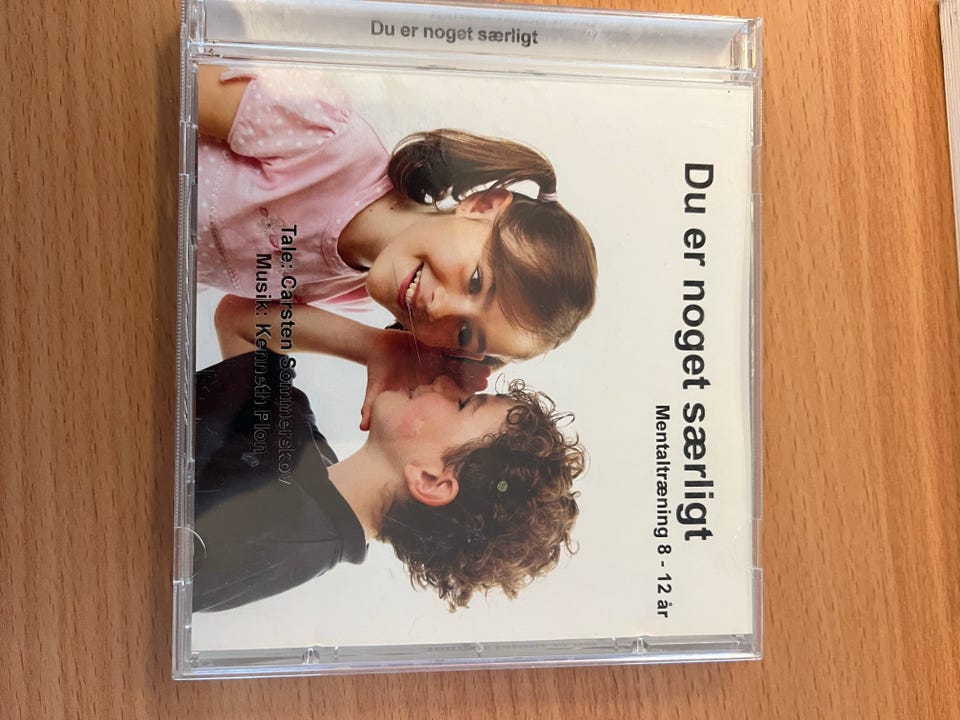 Du er noget særligt
Du er noget særligt
Mentaltræning 8 - 12 år
Tale: Carsten Sommerskov
Musik: Kenneth Plon